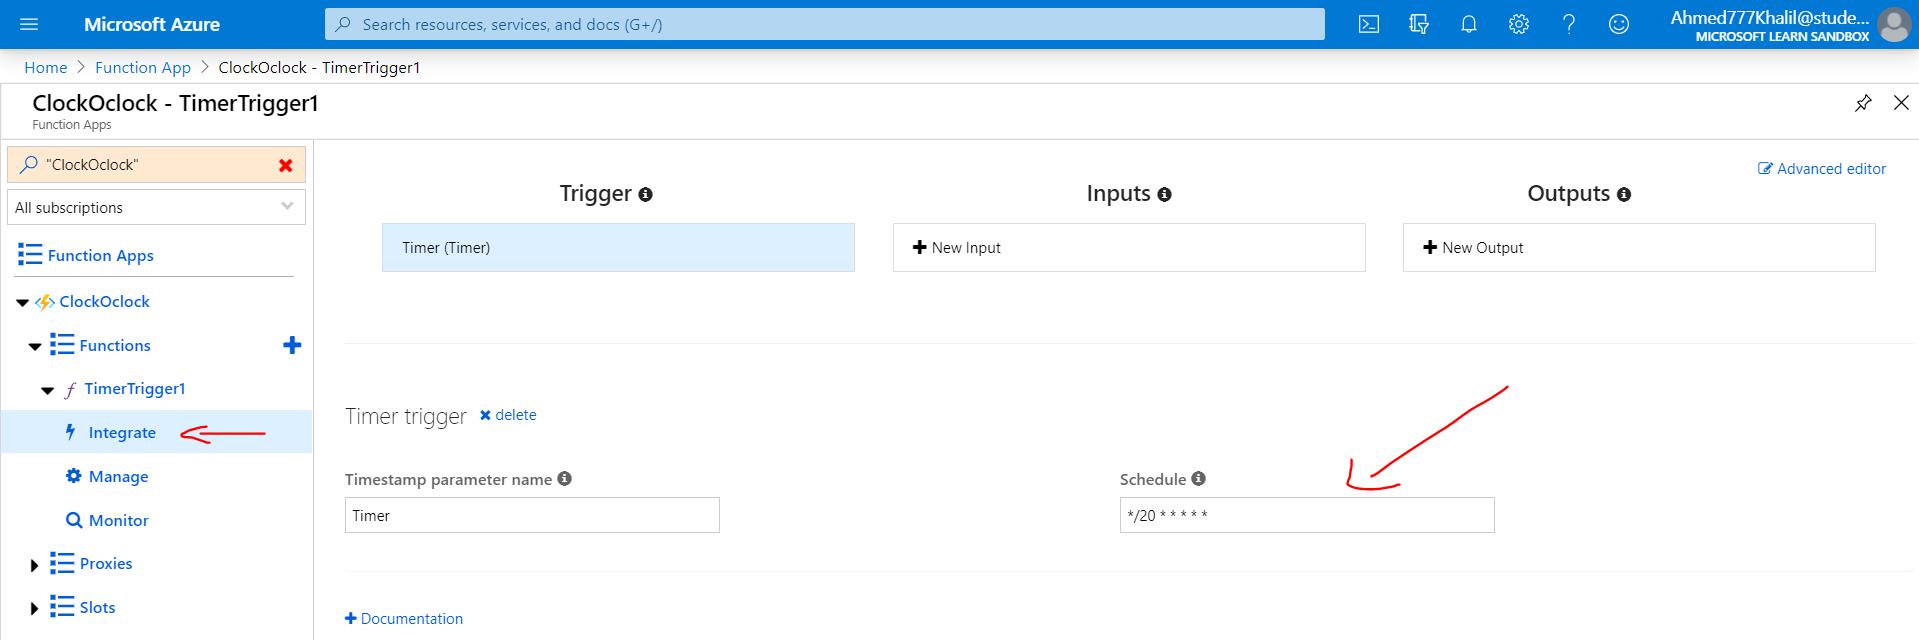 Microsoft Azure
Search resources, services, and docs (G+/)
Ahmed777Khalil@stude...
MICROSOFT LEARN SANDBOX
Home > Function App > ClockOclock - TimerTrigger1
ClockOclock - TimerTrigger1
Function Apps
"ClockOclock"
All subscriptions
Function Apps
ClockOclock
Functions
TimerTrigger1
Integrate
Manage
Monitor
Proxies
Slots
Advanced editor
Trigger
Inputs
Outputs
Timer (Timer)
New Input
New Output
Timer trigger
delete
Timestamp parameter name
Schedule
Timer
*/20 * * * * *
Documentation